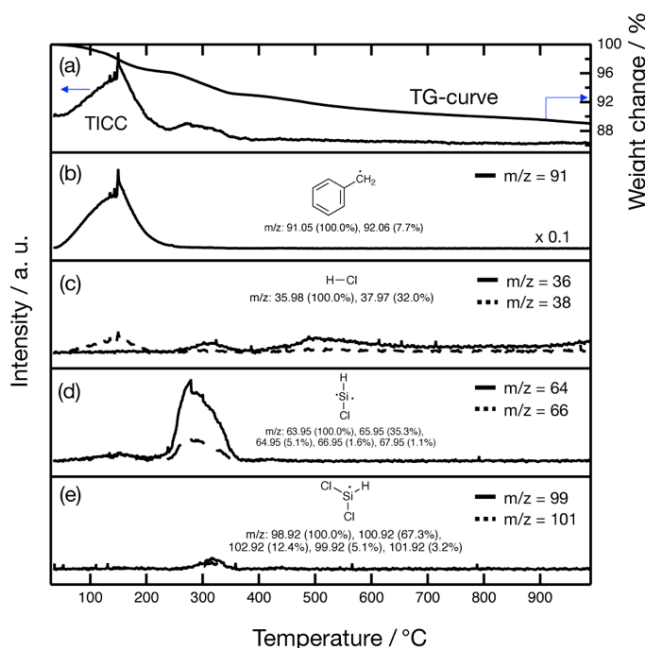 Intensity / a. u.
Weight change / %
100
96
92
88
(a)
TICC
TG-curve
(b)
•
CH2
m/z: 91.05 (100.0%), 92.06 (7.7%)
m/z = 91
x 0.1
(c)
H–Cl
m/z: 35.98 (100.0%), 37.97 (32.0%)
m/z = 36
m/z = 38
(d)
H
•Si•
Cl
m/z: 63.95 (100.0%), 65.95 (35.3%),
64.95 (5.1%), 66.95 (1.6%), 67.95 (1.1%)
m/z = 64
m/z = 66
(e)
Cl
•
H
Si
Cl
m/z: 98.92 (100.0%), 100.92 (67.3%),
102.92 (12.4%), 99.92 (5.1%), 101.92 (3.2%)
m/z = 99
m/z = 101
100
200
300
400
500
600
700
800
900
Temperature / °C